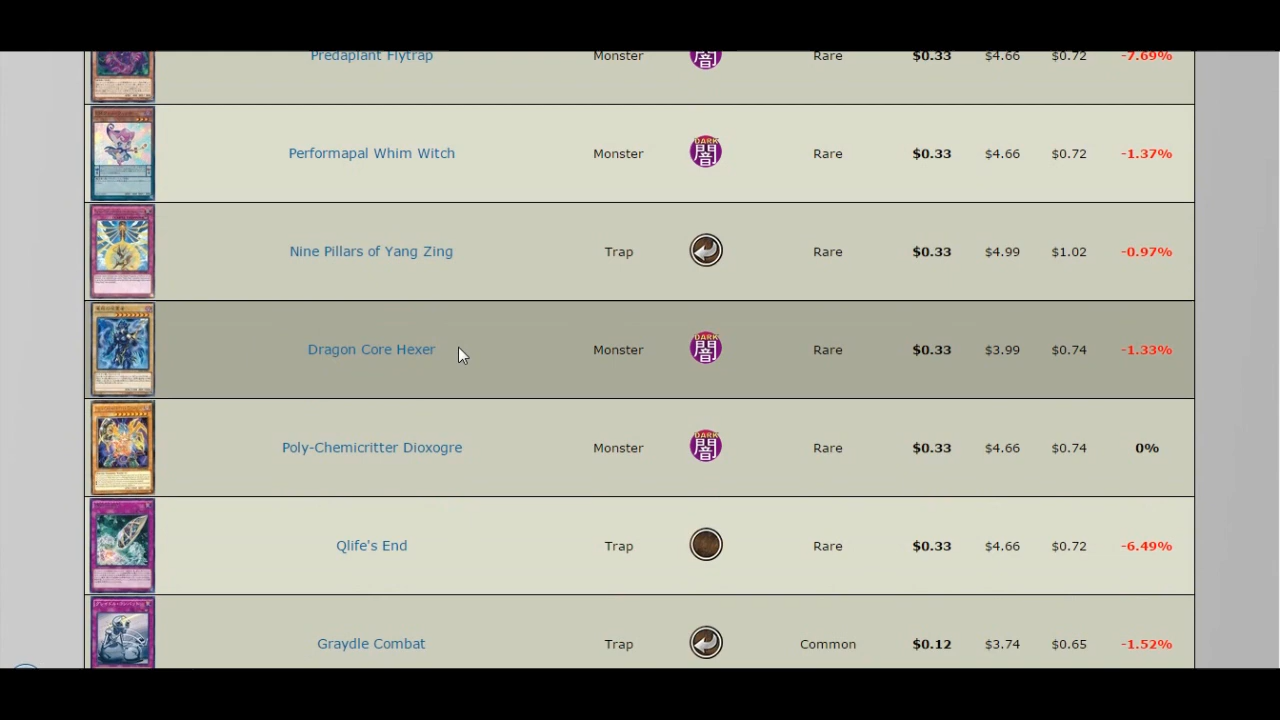 Predaplant Flytrap Monster 闇 Rare $0.33 $4.66 $0.72 -7.69%
Performapal Whim Witch Monster DARK 闇 Rare $0.33 $4.66 $0.72 -1.37%
Nine Pillars of Yang Zing Trap Rare $0.33 $4.99 $1.02 -0.97%
Dragon Core Hexer Monster DARK 闇 Rare $0.33 $3.99 $0.74 -1.33%
Poly-Chemicritter Dioxogre Monster DARK 闇 Rare $0.33 $4.66 $0.74 0%
Qlife's End Trap Rare $0.33 $4.66 $0.72 -6.49%
Graydle Combat Trap Common $0.12 $3.74 $0.65 -1.52%